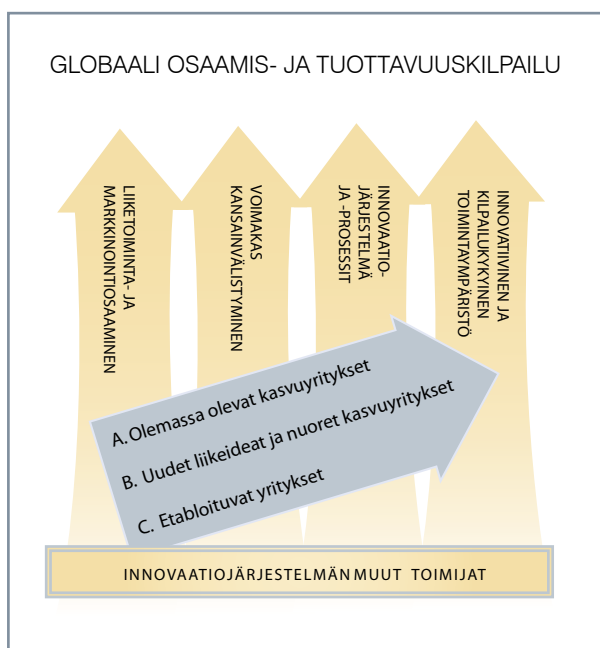 GLOBAALI OSAAMIS- JA TUOTTAVUUSKILPAILU
LIIKETOIMINTA- JA
MARKKINOINTIOSAAMINEN
VOIMAKAS
KANSAINVÄLISTYMINEN
INNOVAATIO-
JÄRJESTELMÄ
JA -PROSESSIT
INNOVATIIVINEN JA
KILPAILUKYKYINEN
TOIMINTAYMPÄRISTÖ
A. Olemassa olevat kasvuyritykset
B. Uudet liikeideat ja nuoret kasvuyritykset
C. Etabloituvat yritykset
INNOVAATIOJÄRJESTELMÄN MUUT TOIMIJAT